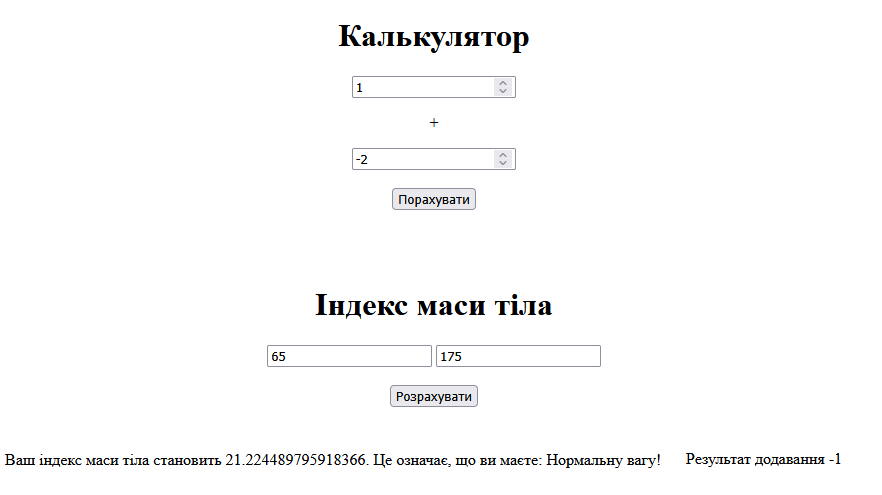 Калькулятор
1
+
-2
Порахувати
Індекс маси тіла
65 175
Розрахувати
Ваш індекс маси тіла становить 21.224489795918366. Це означає, що ви маєте: Нормальну вагу! Результат додавання -1